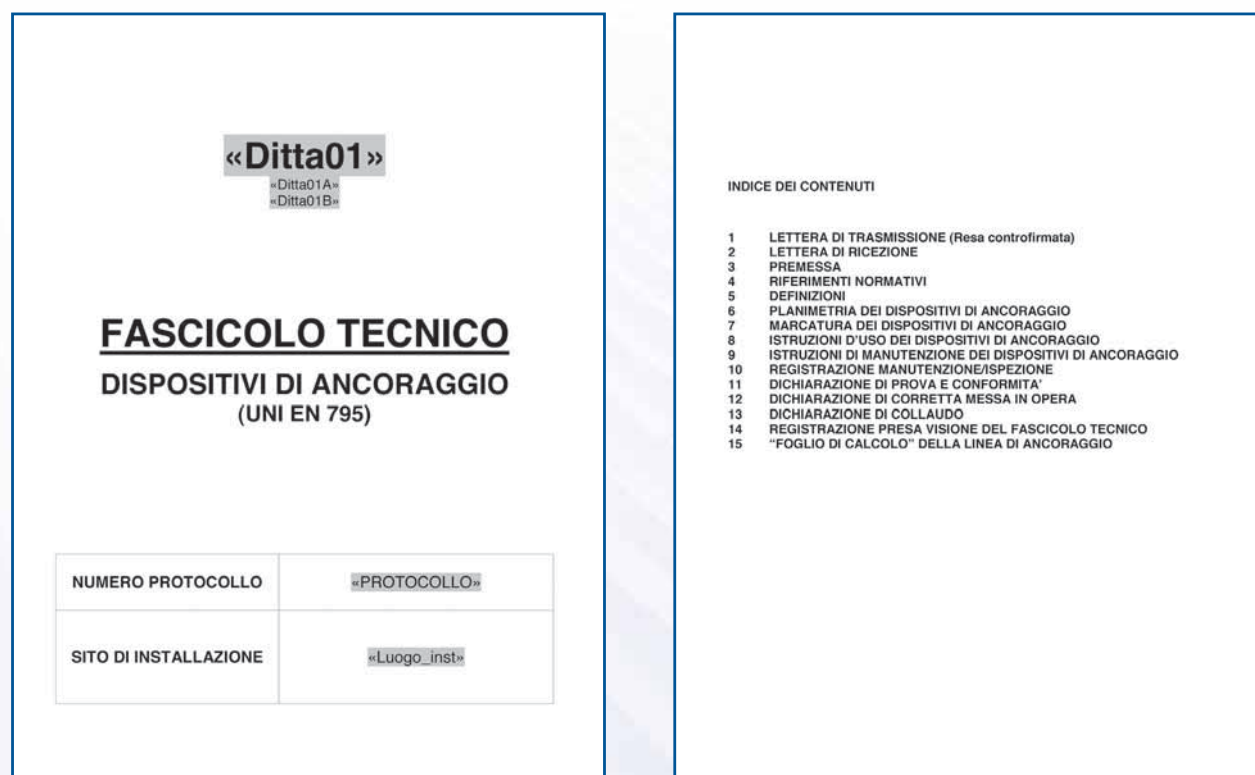 «Ditta01»
«Ditta01A»
«Ditta01B»
FASCICOLO TECNICO
DISPOSITIVI DI ANCORAGGIO
(UNI EN 795)
NUMERO PROTOCOLLO «PROTOCOLLO»
SITO DI INSTALLAZIONE «Luogo_inst»
INDICE DEI CONTENUTI
1 LETTERA DI TRASMISSIONE (Resa controfirmata)
2 LETTERA DI RICEZIONE
3 PREMESSA
4 RIFERIMENTI NORMATIVI
5 DEFINIZIONI
6 PLANIMETRIA DEI DISPOSITIVI DI ANCORAGGIO
7 MARCATURA DEI DISPOSITIVI DI ANCORAGGIO
8 ISTRUZIONI D'USO DEI DISPOSITIVI DI ANCORAGGIO
9 ISTRUZIONI DI MANUTENZIONE DEI DISPOSITIVI DI ANCORAGGIO
10 REGISTRAZIONE MANUTENZIONE/ISPEZIONE
11 DICHIARAZIONE DI PROVA E CONFORMITA'
12 DICHIARAZIONE DI CORRETTA MESSA IN OPERA
13 DICHIARAZIONE DI COLLAUDO
14 REGISTRAZIONE PRESA VISIONE DEL FASCICOLO TECNICO
15 "FOGLIO DI CALCOLO" DELLA LINEA DI ANCORAGGIO